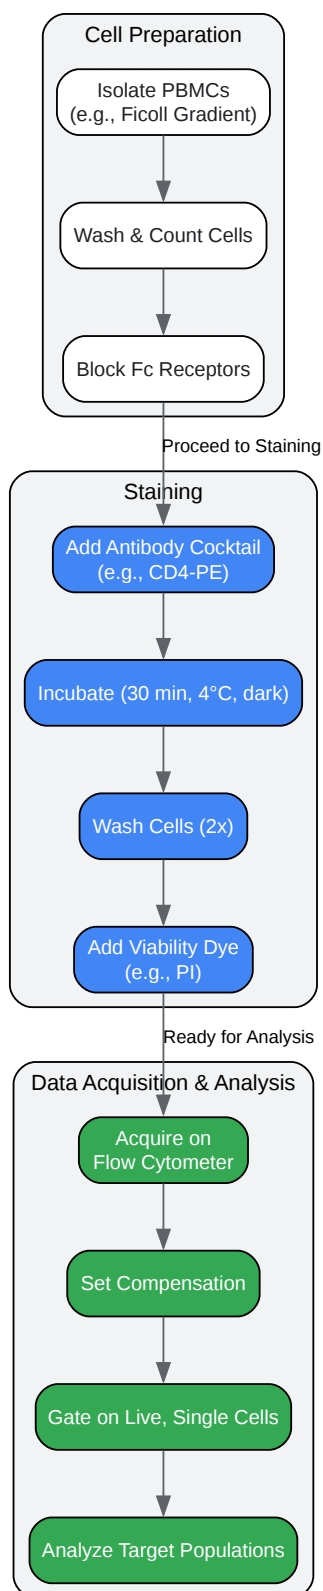 Cell Preparation
Isolate PBMCs
(e.g., Ficoll Gradient)
Wash & Count Cells
Block Fc Receptors
Proceed to Staining
Staining
Add Antibody Cocktail
(e.g., CD4-PE)
Incubate (30 min, 4°C, dark)
Wash Cells (2x)
Add Viability Dye
(e.g., PI)
Ready for Analysis
Data Acquisition & Analysis
Acquire on
Flow Cytometer
Set Compensation
Gate on Live, Single Cells
Analyze Target Populations